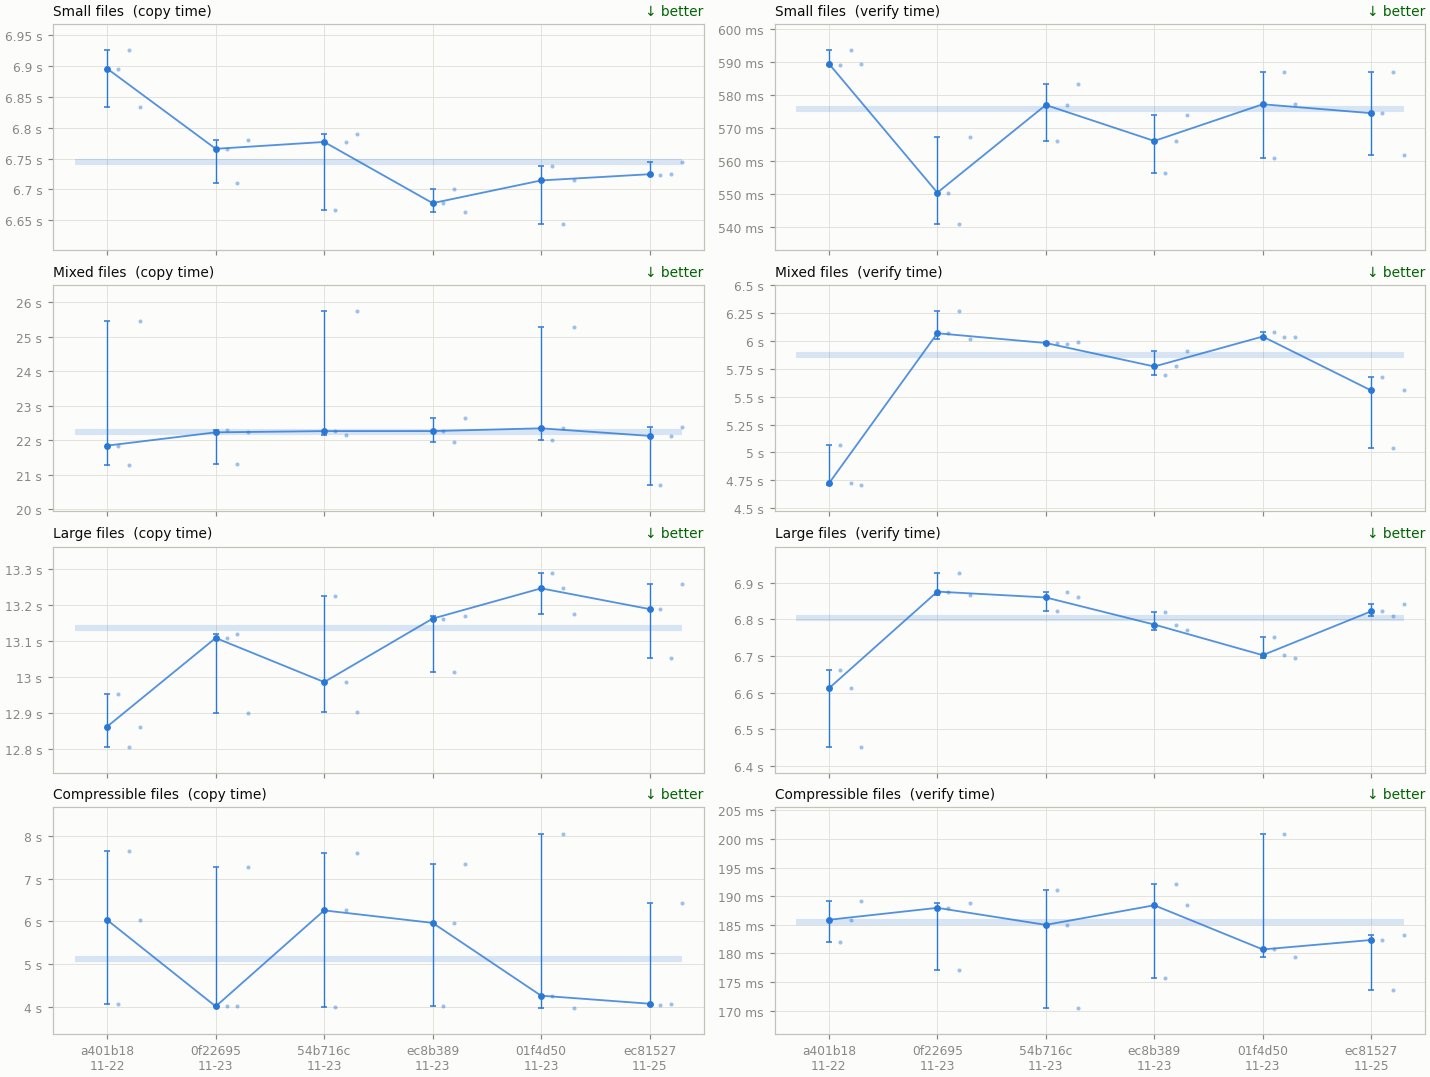 Small files  (copy time)
↓ better
6.95 s
6.9 s
6.85 s
6.8 s
6.75 s
6.7 s
6.65 s
Small files  (verify time)
↓ better
600 ms
590 ms
580 ms
570 ms
560 ms
550 ms
540 ms
Mixed files  (copy time)
↓ better
26 s
25 s
24 s
23 s
22 s
21 s
20 s
Mixed files  (verify time)
↓ better
6.5 s
6.25 s
6 s
5.75 s
5.5 s
5.25 s
5 s
4.75 s
4.5 s
Large files  (copy time)
↓ better
13.3 s
13.2 s
13.1 s
13 s
12.9 s
12.8 s
Large files  (verify time)
↓ better
6.9 s
6.8 s
6.7 s
6.6 s
6.5 s
6.4 s
Compressible files  (copy time)
↓ better
8 s
7 s
6 s
5 s
4 s
a401b18 0f22695 54b716c ec8b389 01f4d50 ec81527
11-22 11-23 11-23 11-23 11-23 11-25
Compressible files  (verify time)
↓ better
205 ms
200 ms
195 ms
190 ms
185 ms
180 ms
175 ms
170 ms
a401b18 0f22695 54b716c ec8b389 01f4d50 ec81527
11-22 11-23 11-23 11-23 11-23 11-25